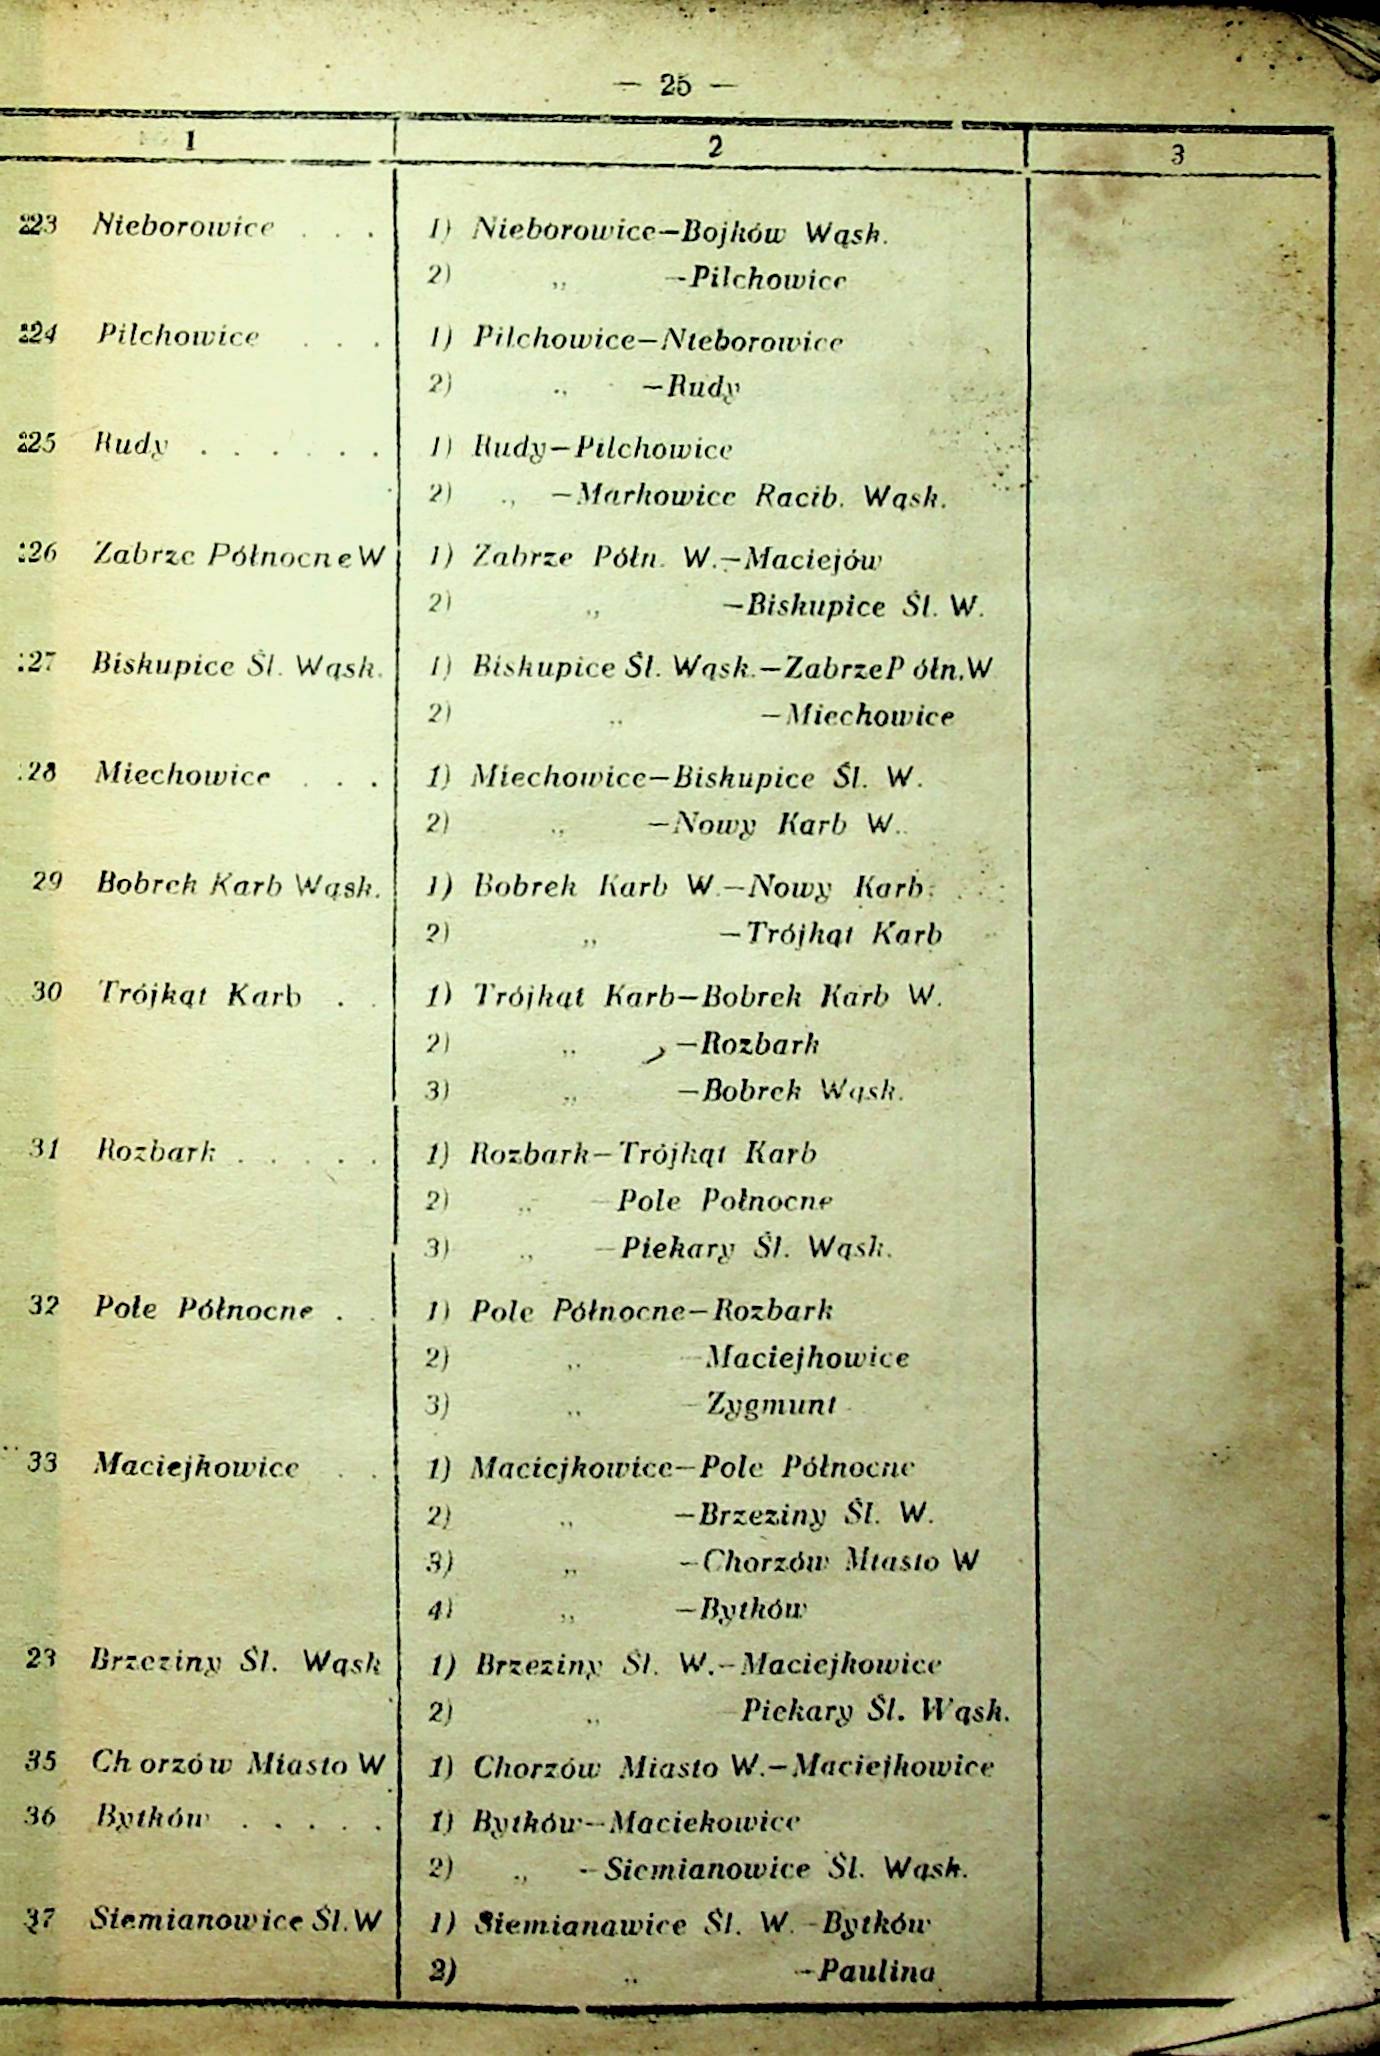 — 25 —
1 2 3
223 Nieborowice . . . 1) Nieborowice—Bojków Wąsk.
2) „ —Pilchowice
224 Pilchowice . . . 1) Pilchowice—Nieborowice
2) „ —Rudy
225 Rudy . . . . . . 1) Rudy—Pilchowice
2) „ —Markowice Racib. Wąsk.
226 Zabrze Północne W 1) Zabrze Półn. W.—Maciejów
2) „ —Biskupice Śl. W.
:27 Biskupice Śl. Wąsk. 1) Biskupice Śl. Wąsk.—ZabrzeP ółn.W
2) „ —Miechowice
:28 Miechowice . . . 1) Miechowice—Biskupice Śl. W.
2) „ —Nowy Karb W.
29 Bobrek Karb Wąsk. 1) Bobrek Karb W.—Nowy Karb.
2) „ —Trójkąt Karb
30 Trójkąt Karb . . 1) Trójkąt Karb—Bobrek Karb W.
2) „ —Rozbark
3) „ —Bobrek Wąsk.
31 Rozbark . . . . . 1) Rozbark—Trójkąt Karb
2) „ —Pole Połnocne
3) „ —Piekary Śl. Wąsk.
32 Pole Północne . . 1) Pole Północne—Rozbark
2) „ —Maciejhowice
3) „ —Zygmunt
33 Maciejkowice . . 1) Maciejkowice—Pole Północne
2) „ —Brzeziny Śl. W.
3) „ —Chorzów Miasto W
4) „ —Bytków
23 Brzeziny Śl. Wąsk 1) Brzeziny Śl. W.—Maciejkowice
2) „ Piekary Śl. Wąsk.
35 Ch orzów Miasto W 1) Chorzów Miasto W.—Maciejkowice
36 Bytków . . . . . 1) Bytków—Maciekowice
2) „ —Siemianowice Śl. Wąsk.
37 Siemianowice Śl.W 1) Siemianawice Śl. W.—Bytków
2) „ —Paulina